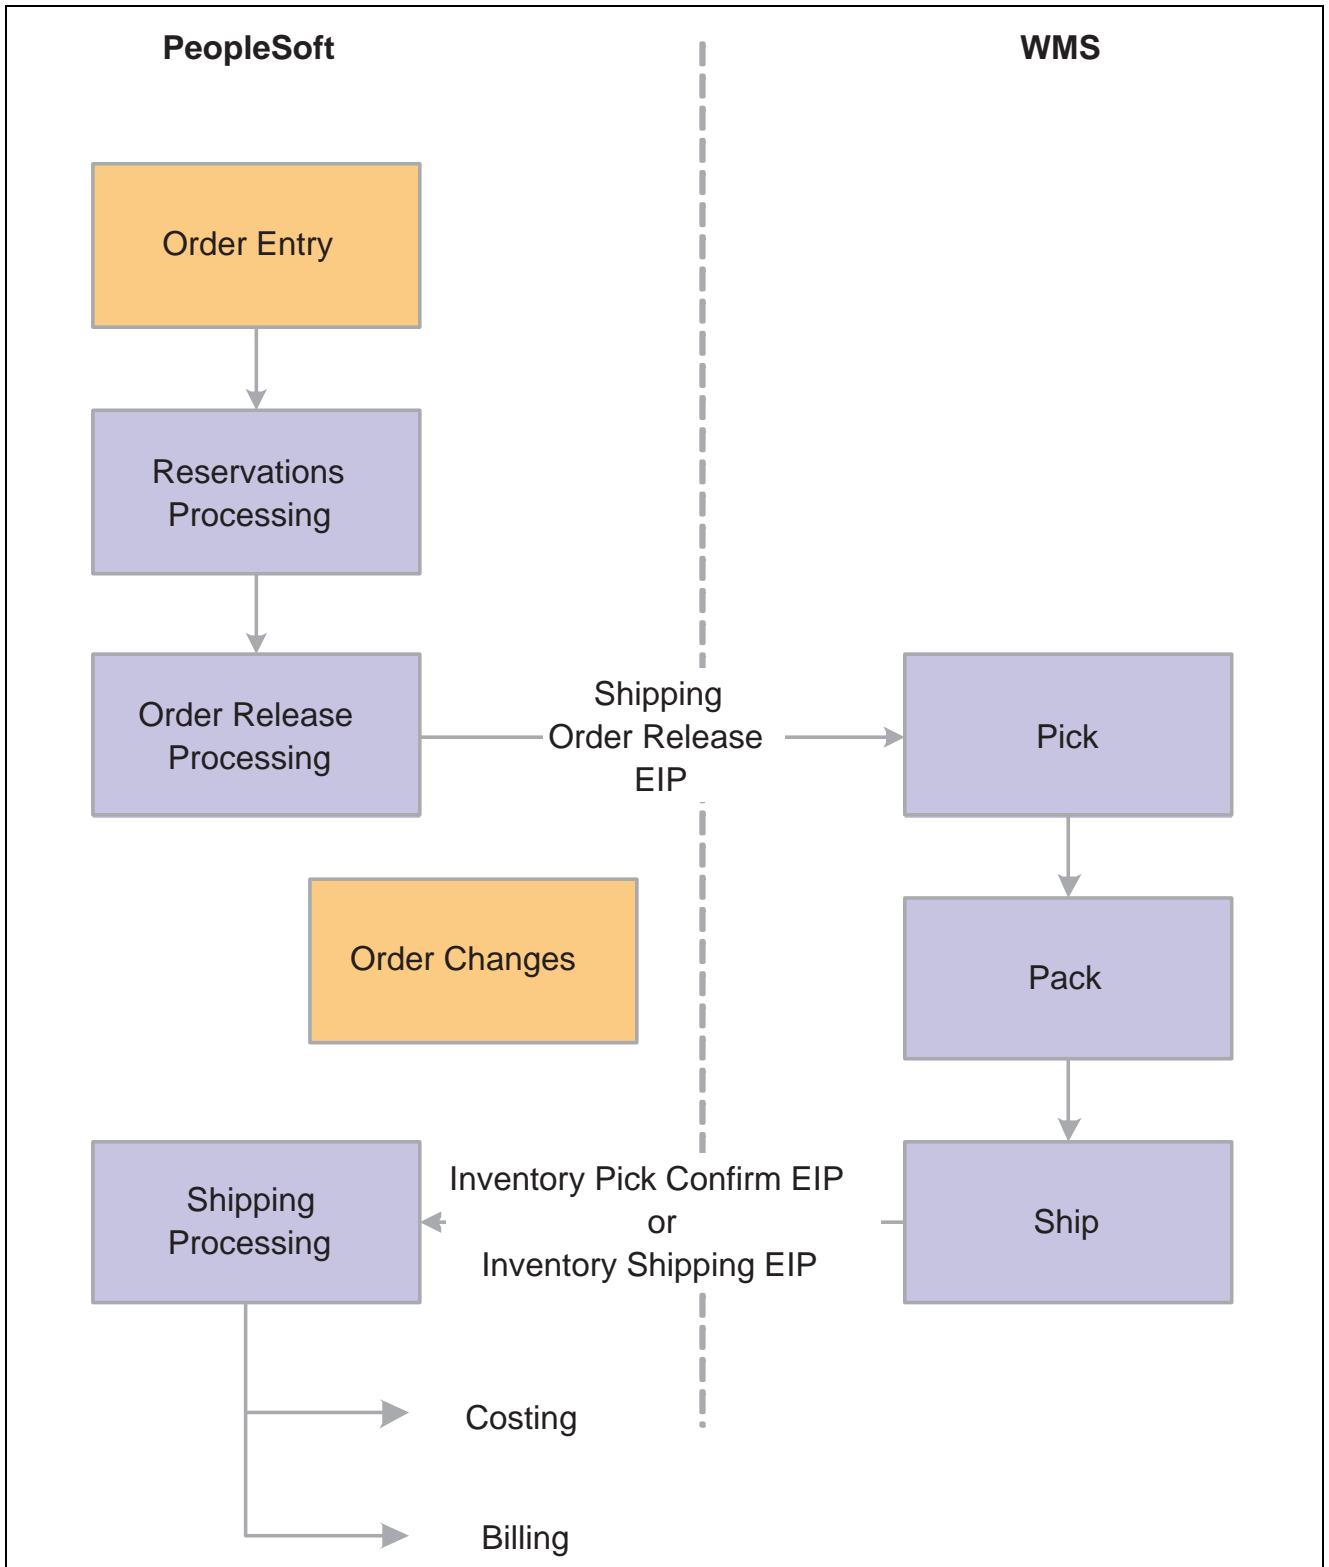 PeopleSoft
WMS
Order Entry
Reservations
Processing
Order Release
Processing
Shipping
Order Release
EIP
Pick
Order Changes
Pack
Shipping
Processing
Inventory Pick Confirm EIP
or
Inventory Shipping EIP
Ship
Costing
Billing